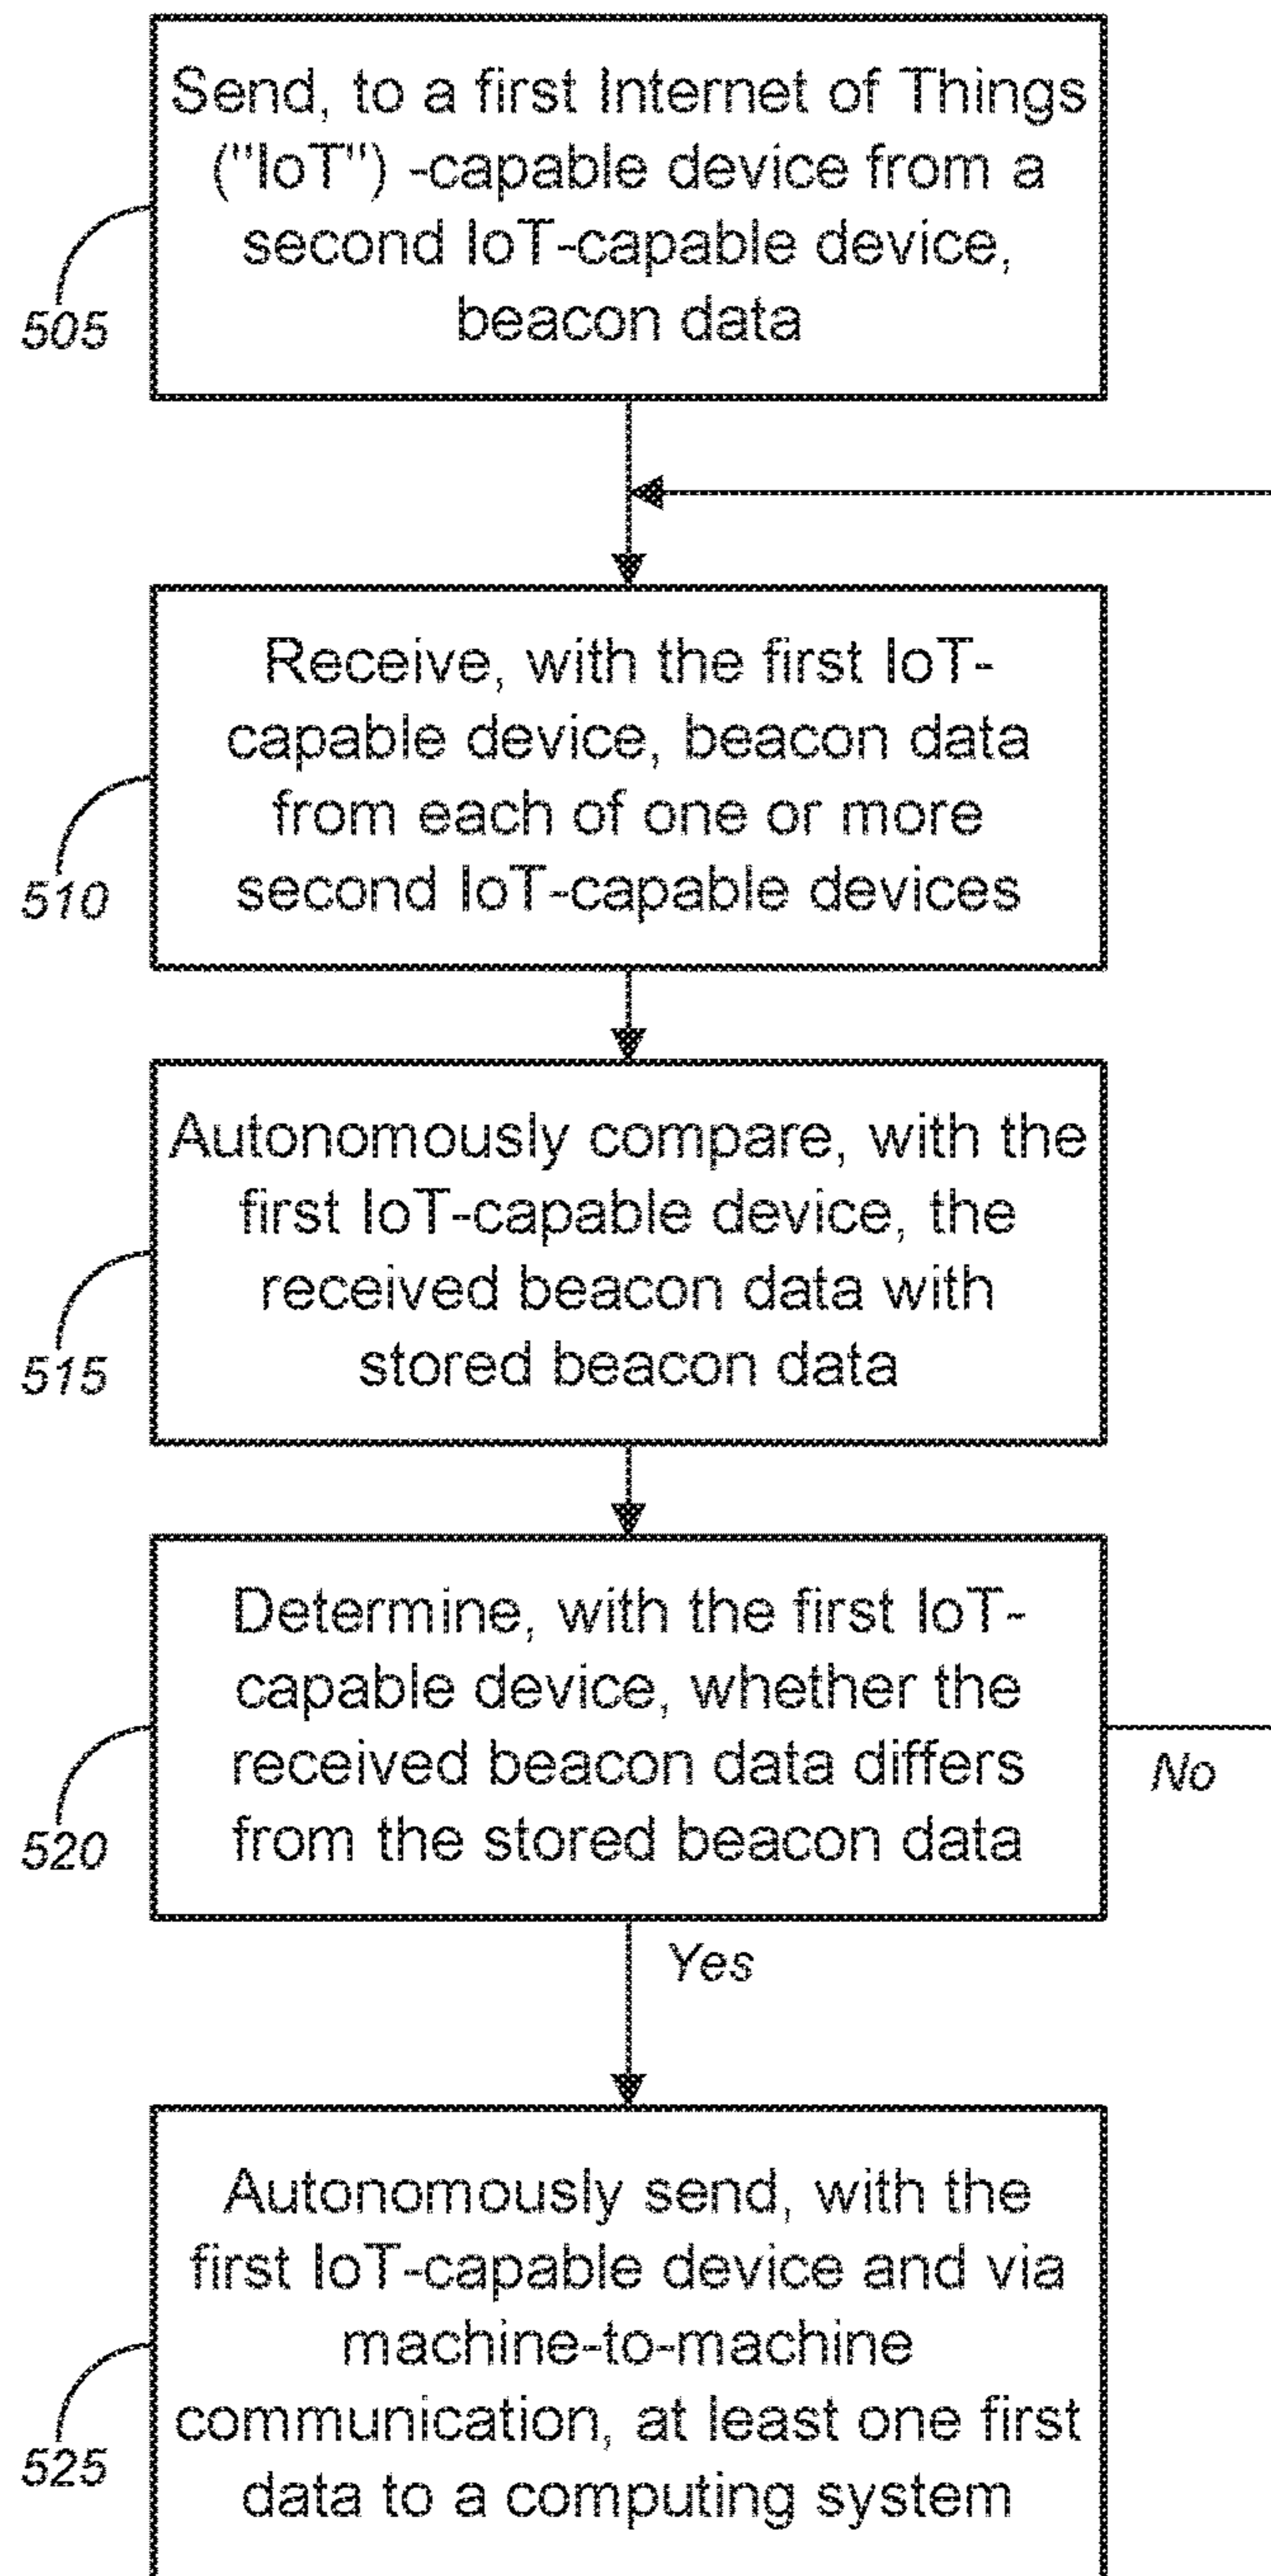 Send, to a first Internet of Things
("IoT") -capable device from a
second IoT-capable device,
beacon data
505
Receive, with the first IoT-
capable device, beacon data
from each of one or more
second IoT-capable devices
510
Autonomously compare, with the
first IoT-capable device, the
received beacon data with
stored beacon data
515
Determine, with the first IoT-
capable device, whether the
received beacon data differs
from the stored beacon data
520
No
Yes
Autonomously send, with the
first IoT-capable device and via
machine-to-machine
communication, at least one first
data to a computing system
525